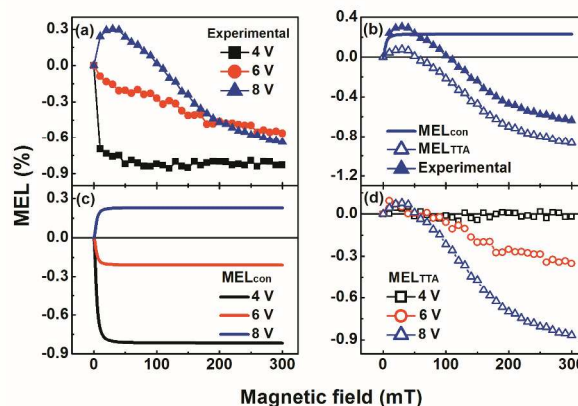 (a)
Experimental
4 V
6 V
8 V
0.3
0.0
-0.3
-0.6
-0.9
(b)
0.4
0.0
-0.4
-0.8
-1.2
MELcon
MELTTA
Experimental
(c)
0.3
0.0
-0.3
-0.6
-0.9
MELcon
4 V
6 V
8 V
0 100 200 300
(d)
0.0
-0.3
-0.6
-0.9
MELTTA
4 V
6 V
8 V
0 100 200 300
MEL (%)
Magnetic field (mT)